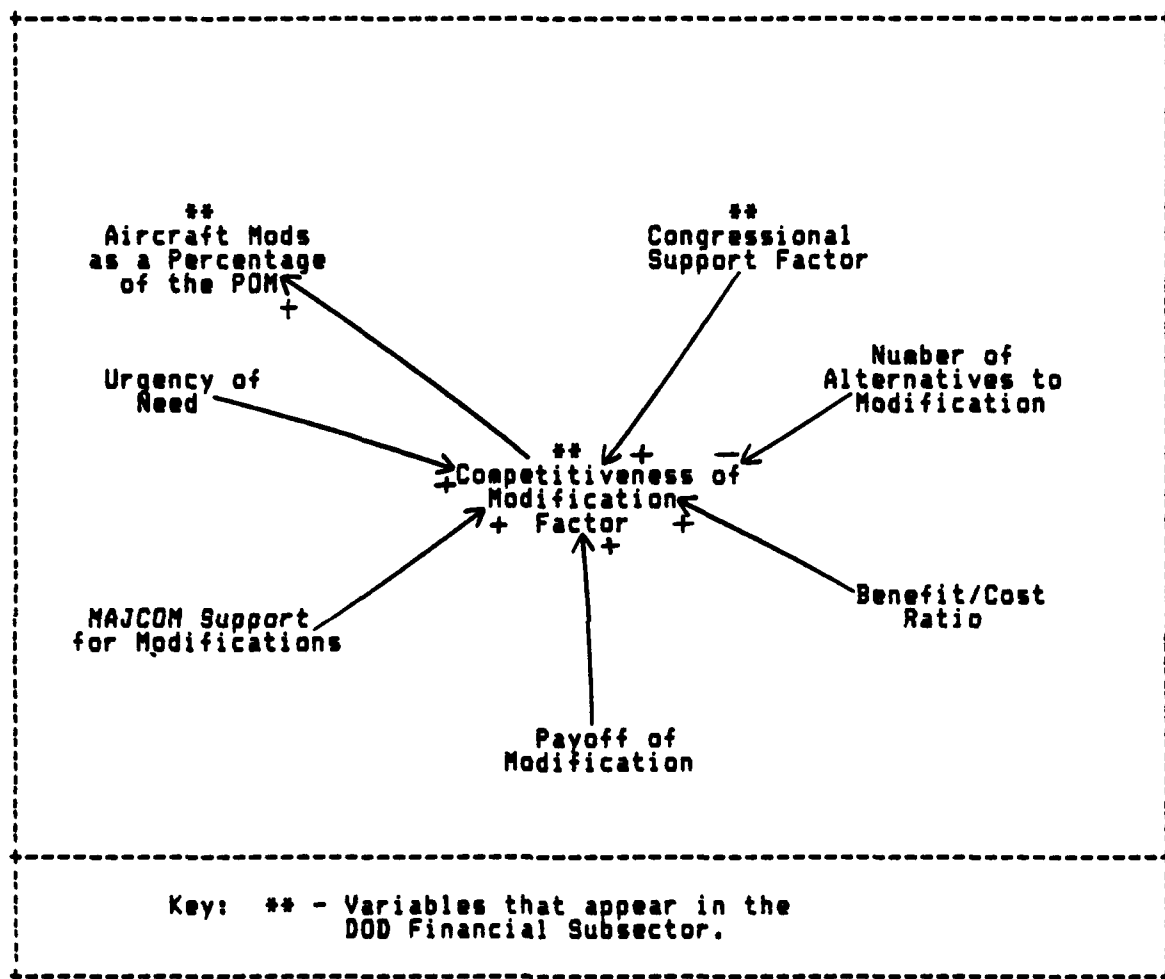 **
Aircraft Mods
as a Percentage
of the POM
+
**
Congressional
Support Factor
Urgency of
Need
Number of
Alternatives to
Modification
** + −
+Competitiveness of
Modification
+ Factor +
+
MAJCOM Support
for Modifications
Benefit/Cost
Ratio
Payoff of
Modification
Key: ** - Variables that appear in the
DOD Financial Subsector.